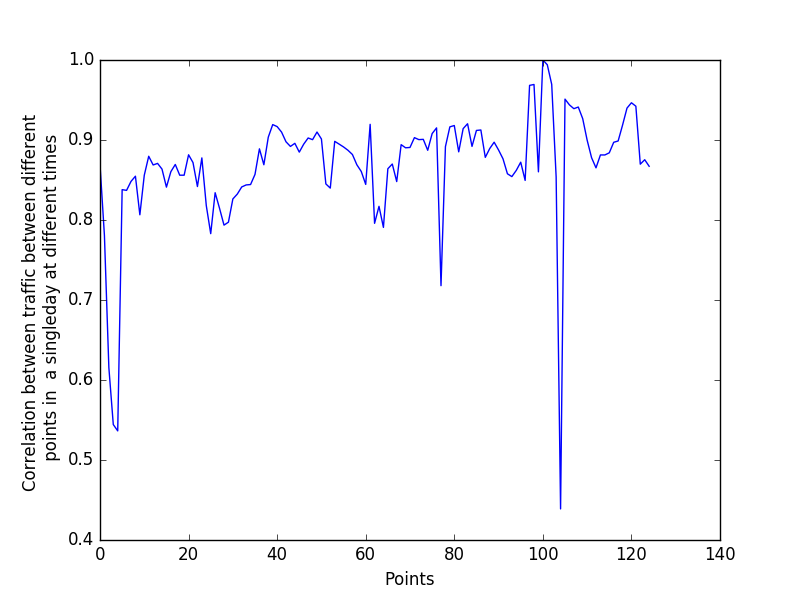 Correlation between traffic between different
points in  a singleday at different times
1.0
0.9
0.8
0.7
0.6
0.5
0.4
0 20 40 60 80 100 120 140
Points